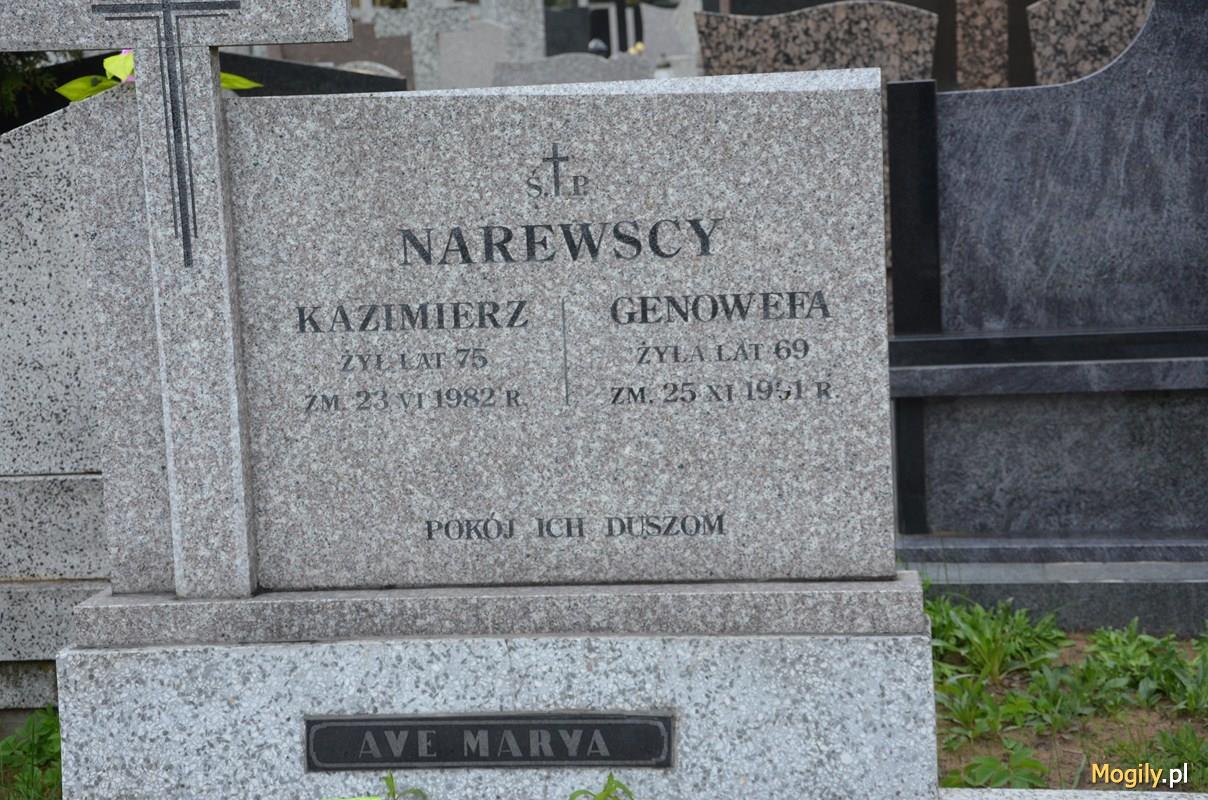 Ś. P.
NAREWSCY
KAZIMIERZ
ŻYŁ LAT 75
ZM. 23 VI 1982 R.
GENOWEFA
ŻYŁA LAT 69
ZM. 25 XI R.
POKÓJ ICH DUSZOM
AVE MARYA
Mogily.pl